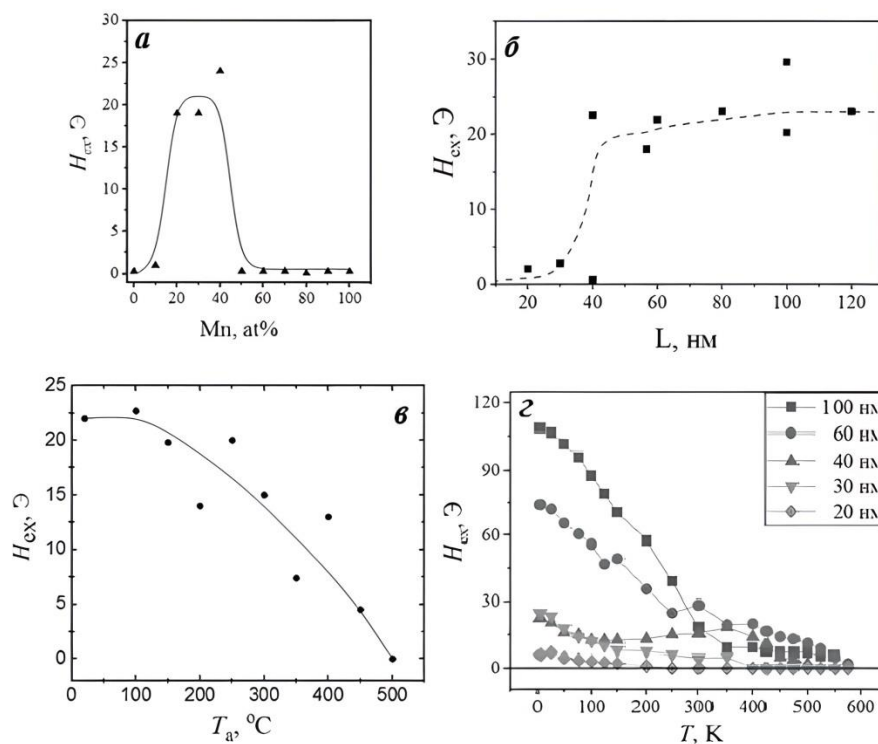 а
H_ex, Э
30
25
20
15
10
5
0
0 20 40 60 80 100
Mn, at%
б
H_ex, Э
30
20
10
0
20 40 60 80 100 120
L, нм
в
H_ex, Э
25
20
15
10
5
0
0 100 200 300 400 500
T_a, °C
г
H_ex, Э
120
90
60
30
0
0 100 200 300 400 500 600
T, K
100 нм
60 нм
40 нм
30 нм
20 нм